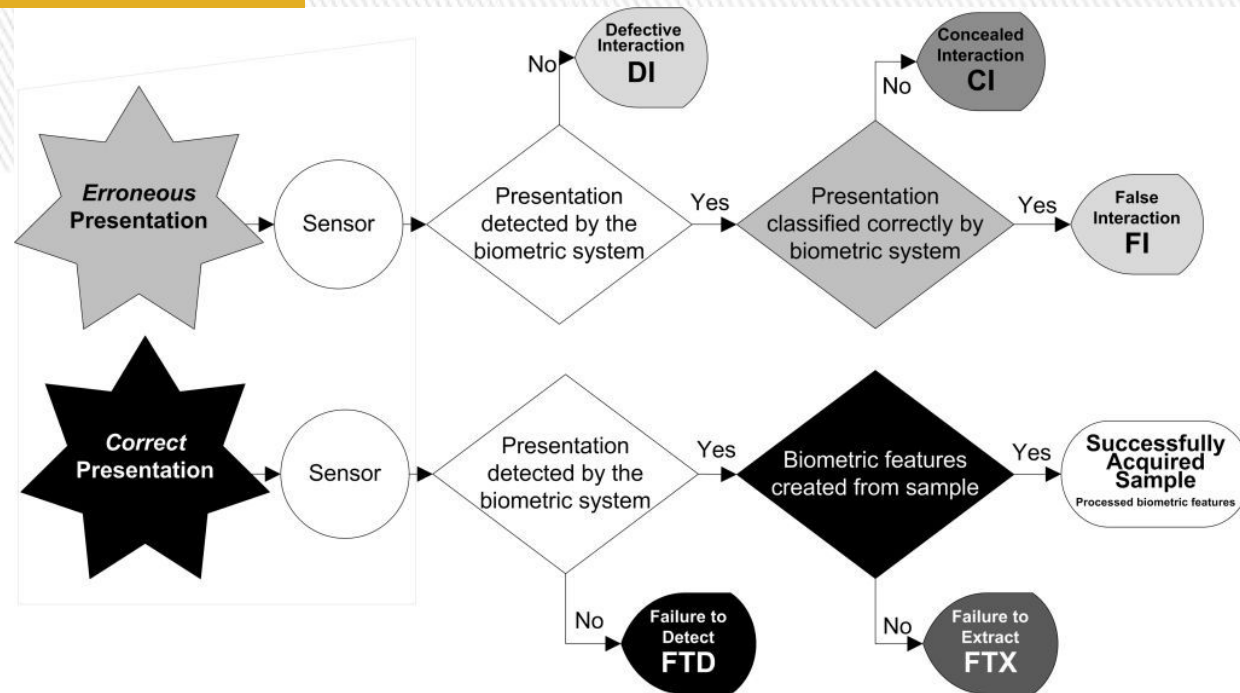 Defective
Interaction
DI
No
Concealed
Interaction
CI
No
Erroneous
Presentation
Sensor
Presentation
detected by the
biometric system
Yes
Presentation
classified correctly by
biometric system
Yes
False
Interaction
FI
Correct
Presentation
Sensor
Presentation
detected by the
biometric system
Yes
Biometric features
created from sample
Yes
Successfully
Acquired
Sample
Processed biometric features
No
Failure to
Detect
FTD
No
Failure to
Extract
FTX